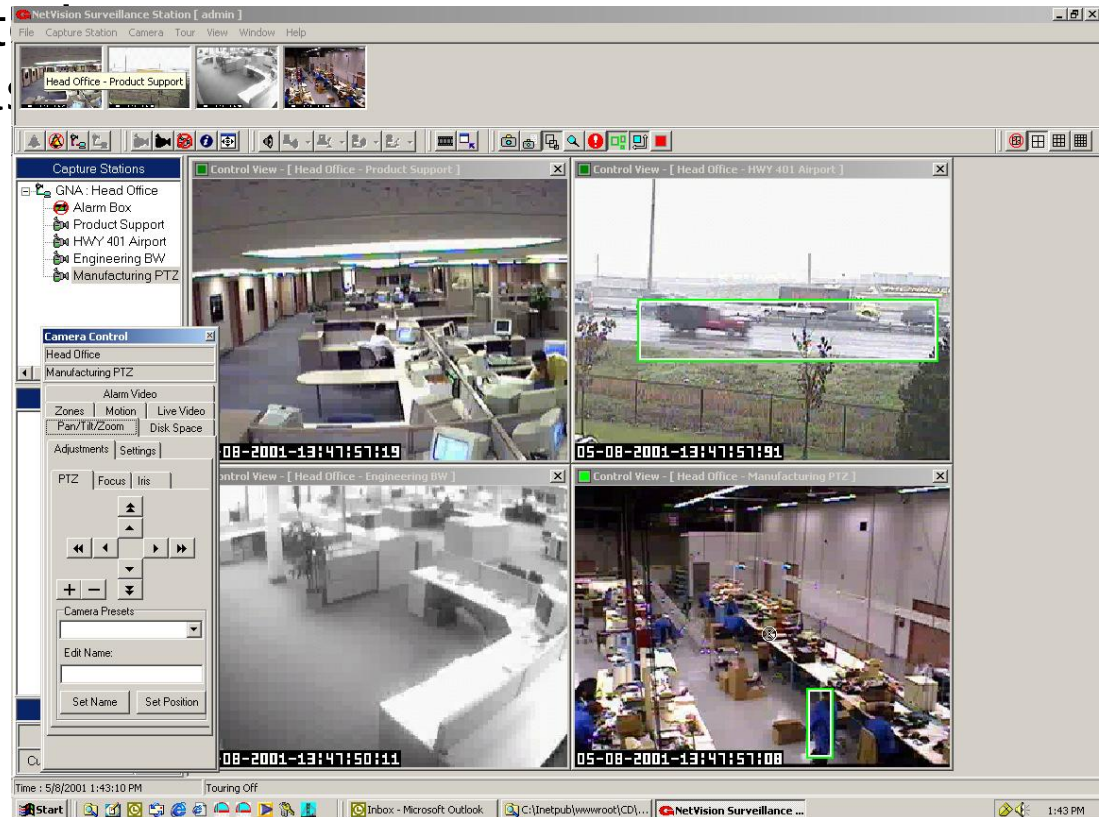 NetVision Surveillance Station [ admin ]
File Capture Station Camera Tour View Window Help
Head Office - Product Support
Capture Stations
GNA : Head Office
Alarm Box
Product Support
HWY 401 Airport
Engineering BW
Manufacturing PTZ
Control View - [ Head Office - Product Support ]
-08-2001-13:47:57:19
Control View - [ Head Office - HWY 401 Airport ]
05-08-2001-13:47:57:91
Camera Control
Head Office
Manufacturing PTZ
Alarm Video
Zones Motion Live Video
Pan/Tilt/Zoom Disk Space
Adjustments Settings
PTZ Focus Iris
Camera Presets
Edit Name:
Set Name Set Position
ontrol View - [ Head Office - Engineering BW ]
-08-2001-13:47:50:11
Control View - [ Head Office - Manufacturing PTZ ]
05-08-2001-13:47:57:08
Time : 5/8/2001 1:43:10 PM Touring Off
Start Inbox - Microsoft Outlook C:\Inetpub\wwwroot\CD\... NetVision Surveillance ... 1:43 PM